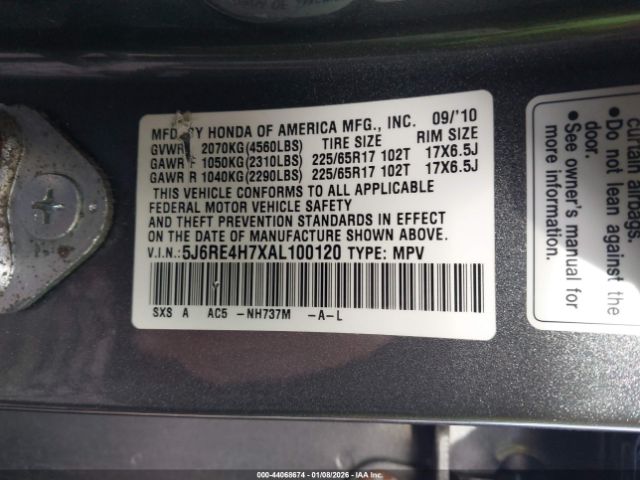 MFD. BY HONDA OF AMERICA MFG., INC. 09/'10
GVWR 2070KG(4560LBS) TIRE SIZE RIM SIZE
GAWR F 1050KG(2310LBS) 225/65R17 102T 17X6.5J
GAWR R 1040KG(2290LBS) 225/65R17 102T 17X6.5J
THIS VEHICLE CONFORMS TO ALL APPLICABLE
FEDERAL MOTOR VEHICLE SAFETY
AND THEFT PREVENTION STANDARDS IN EFFECT
ON THE DATE OF MANUFACTURE SHOWN ABOVE.
V.I.N.: 5J6RE4H7XAL100120 TYPE: MPV
SXS A AC5 -NH737M -A-L
curtain airbags.
• Do not lean against the
door.
• See owner's manual for
more information.
000-44068674 | 01/08/2026 | IAA Inc.